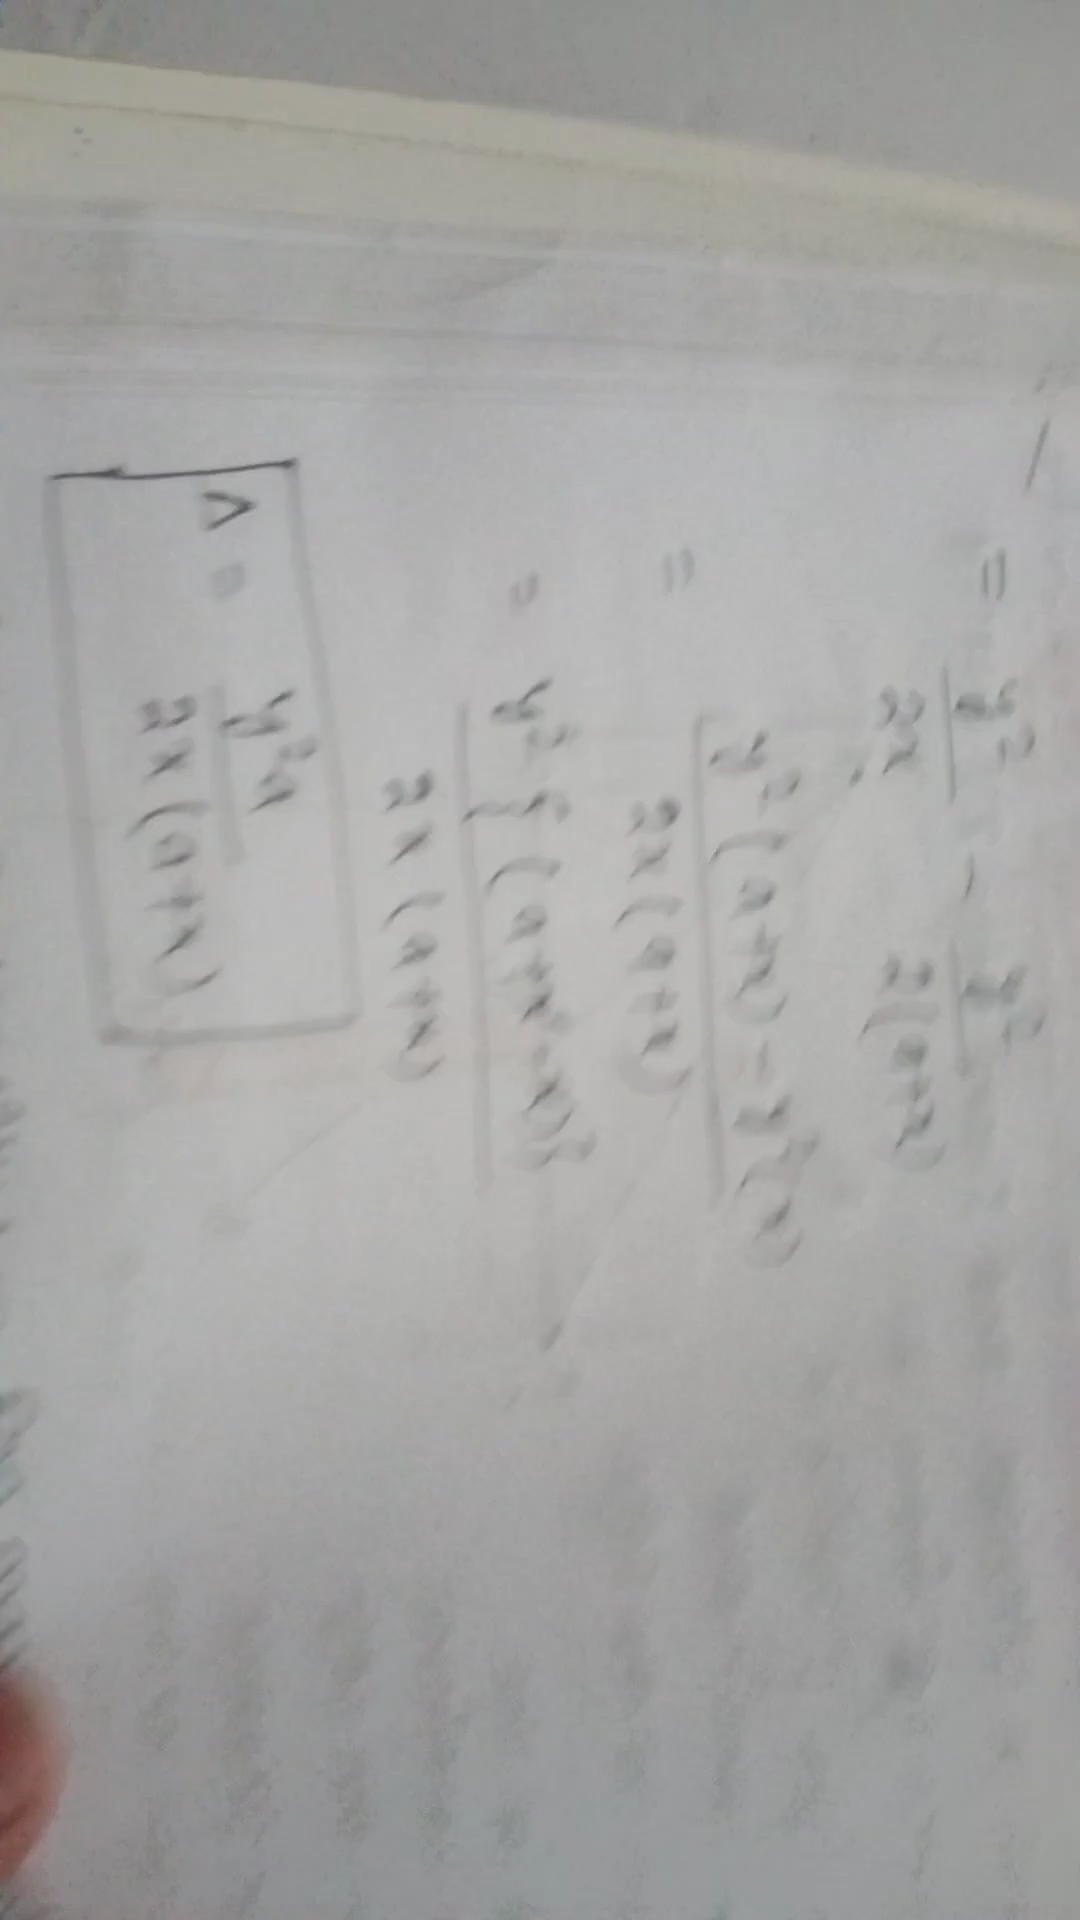 = y²/2x - y²/2(a+x)
= y²(a+x) - y²(x) / 2x(a+x)
= y²{(a+x-x)} / 2x(a+x)
V = y²a / 2x(a+x)